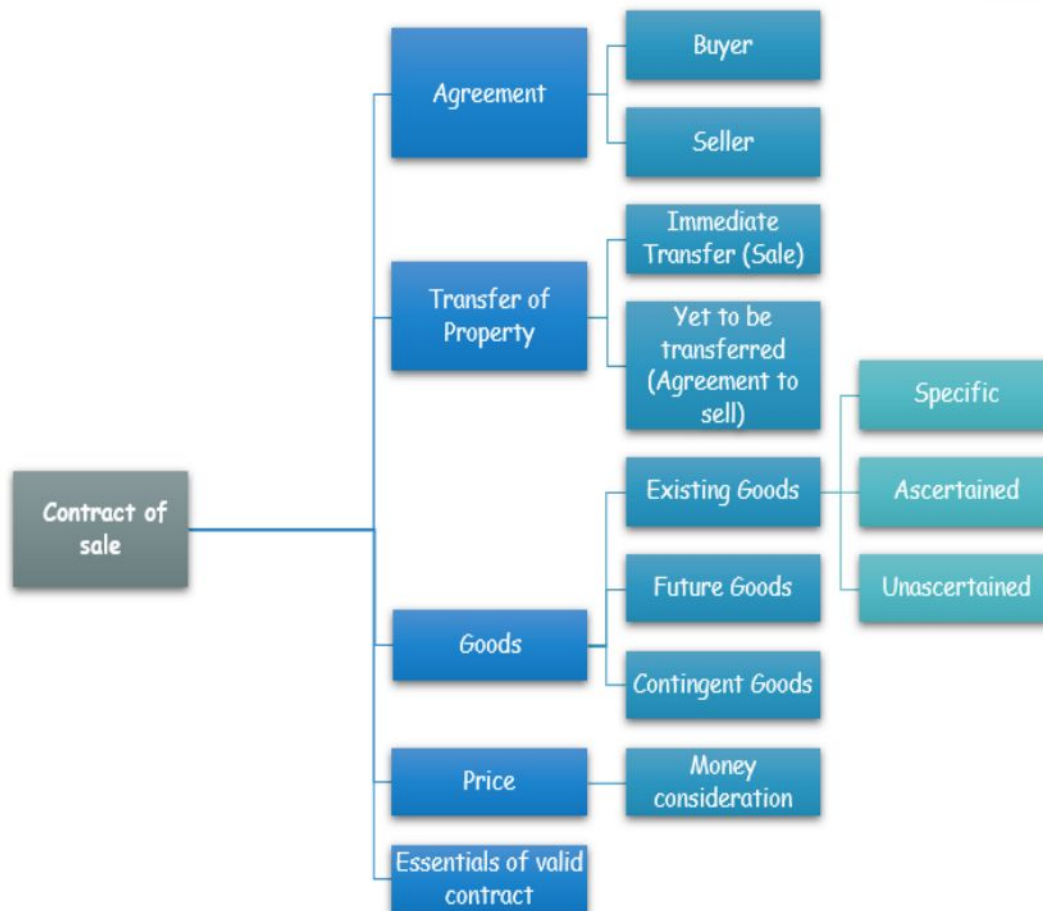 Contract of
sale
Agreement
Buyer
Seller
Transfer of
Property
Immediate
Transfer (Sale)
Yet to be
transferred
(Agreement to
sell)
Goods
Existing Goods
Specific
Ascertained
Unascertained
Future Goods
Contingent Goods
Price
Money
consideration
Essentials of valid
contract